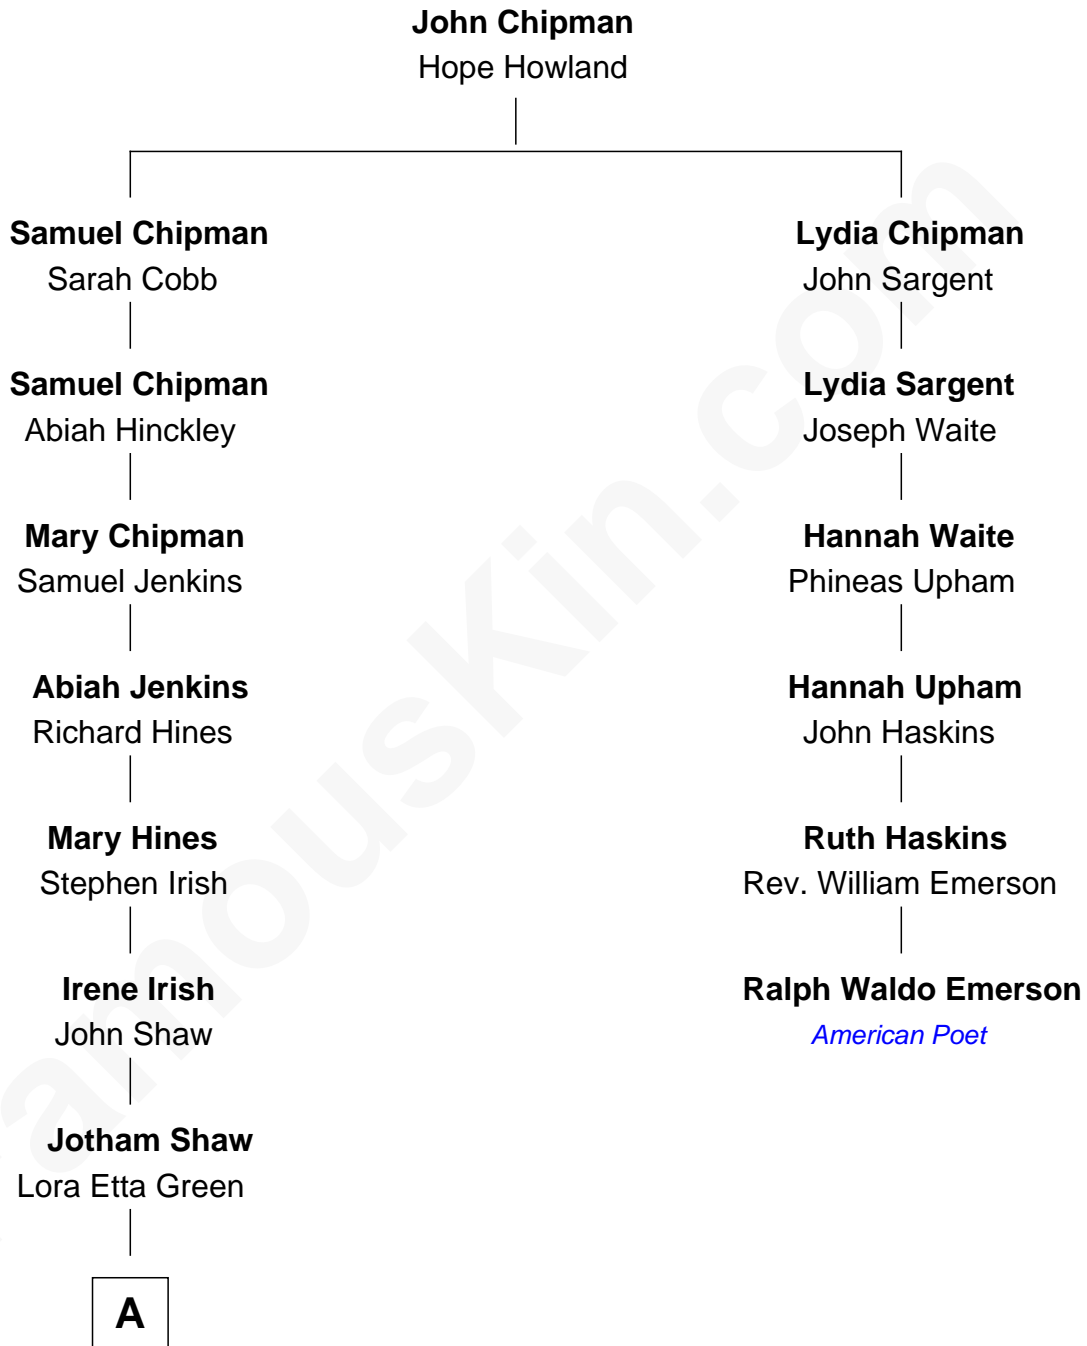 John Chipman
Hope Howland
Samuel Chipman
Sarah Cobb
Lydia Chipman
John Sargent
Samuel Chipman
Abiah Hinckley
Lydia Sargent
Joseph Waite
Mary Chipman
Samuel Jenkins
Hannah Waite
Phineas Upham
Abiah Jenkins
Richard Hines
Hannah Upham
John Haskins
Mary Hines
Stephen Irish
Ruth Haskins
Rev. William Emerson
Irene Irish
John Shaw
Ralph Waldo Emerson
American Poet
Jotham Shaw
Lora Etta Green
A
amousKin.com